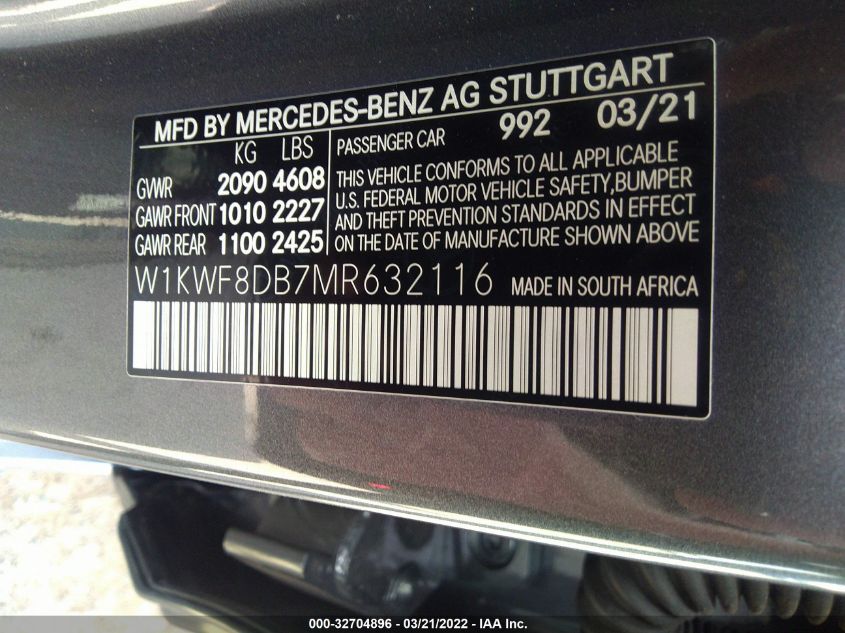 MFD BY MERCEDES-BENZ AG STUTTGART
KG LBS
GVWR 2090 4608
GAWR FRONT 1010 2227
GAWR REAR 1100 2425
PASSENGER CAR 992 03/21
THIS VEHICLE CONFORMS TO ALL APPLICABLE
U.S. FEDERAL MOTOR VEHICLE SAFETY,BUMPER
AND THEFT PREVENTION STANDARDS IN EFFECT
ON THE DATE OF MANUFACTURE SHOWN ABOVE
W1KWF8DB7MR632116 MADE IN SOUTH AFRICA
000-32704896 - 03/21/2022 - IAA Inc.